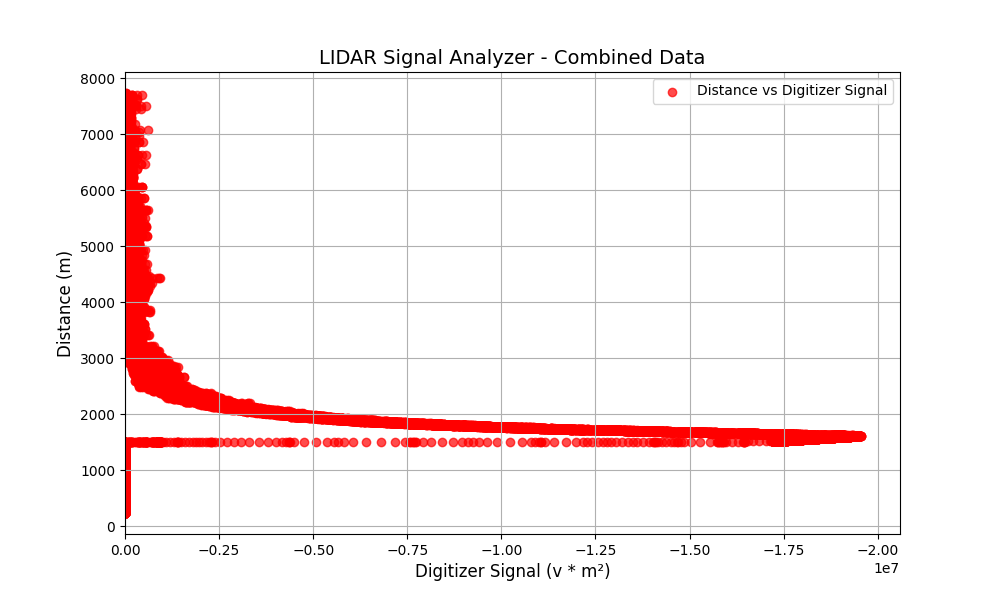 LIDAR Signal Analyzer - Combined Data
Distance vs Digitizer Signal
8000
7000
6000
5000
4000
3000
2000
1000
0
Distance (m)
0.00 −0.25 −0.50 −0.75 −1.00 −1.25 −1.50 −1.75 −2.00
1e7
Digitizer Signal (v * m²)